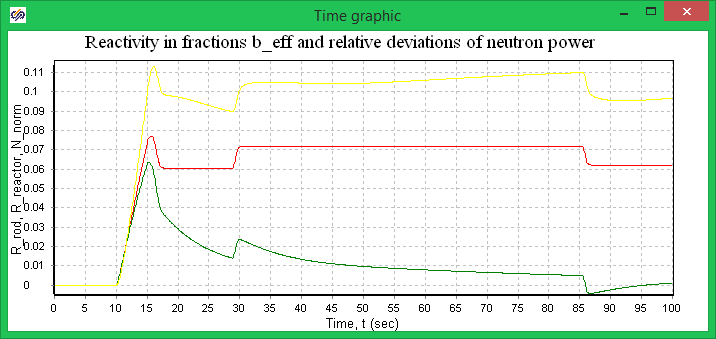 Time graphic
Reactivity in fractions b_eff and relative deviations of neutron power
R_rod, R_reactor, N_norm
0.11
0.1
0.09
0.08
0.07
0.06
0.05
0.04
0.03
0.02
0.01
0
0 5 10 15 20 25 30 35 40 45 50 55 60 65 70 75 80 85 90 95 100
Time, t (sec)